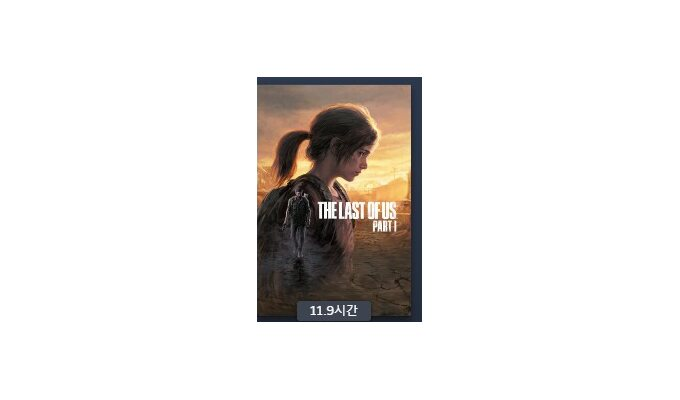 THE LAST OF US
PART I
11.9시간